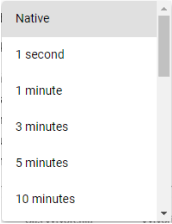 Native
1 second
1 minute
3 minutes
5 minutes
10 minutes